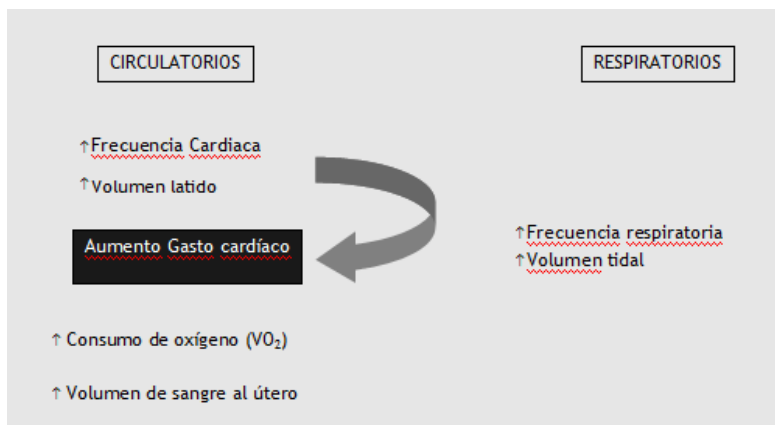 CIRCULATORIOS
↑Frecuencia Cardiaca
↑Volumen latido
Aumento Gasto cardíaco
↑ Consumo de oxígeno (VO₂)
↑ Volumen de sangre al útero
RESPIRATORIOS
↑Frecuencia respiratoria
↑Volumen tidal